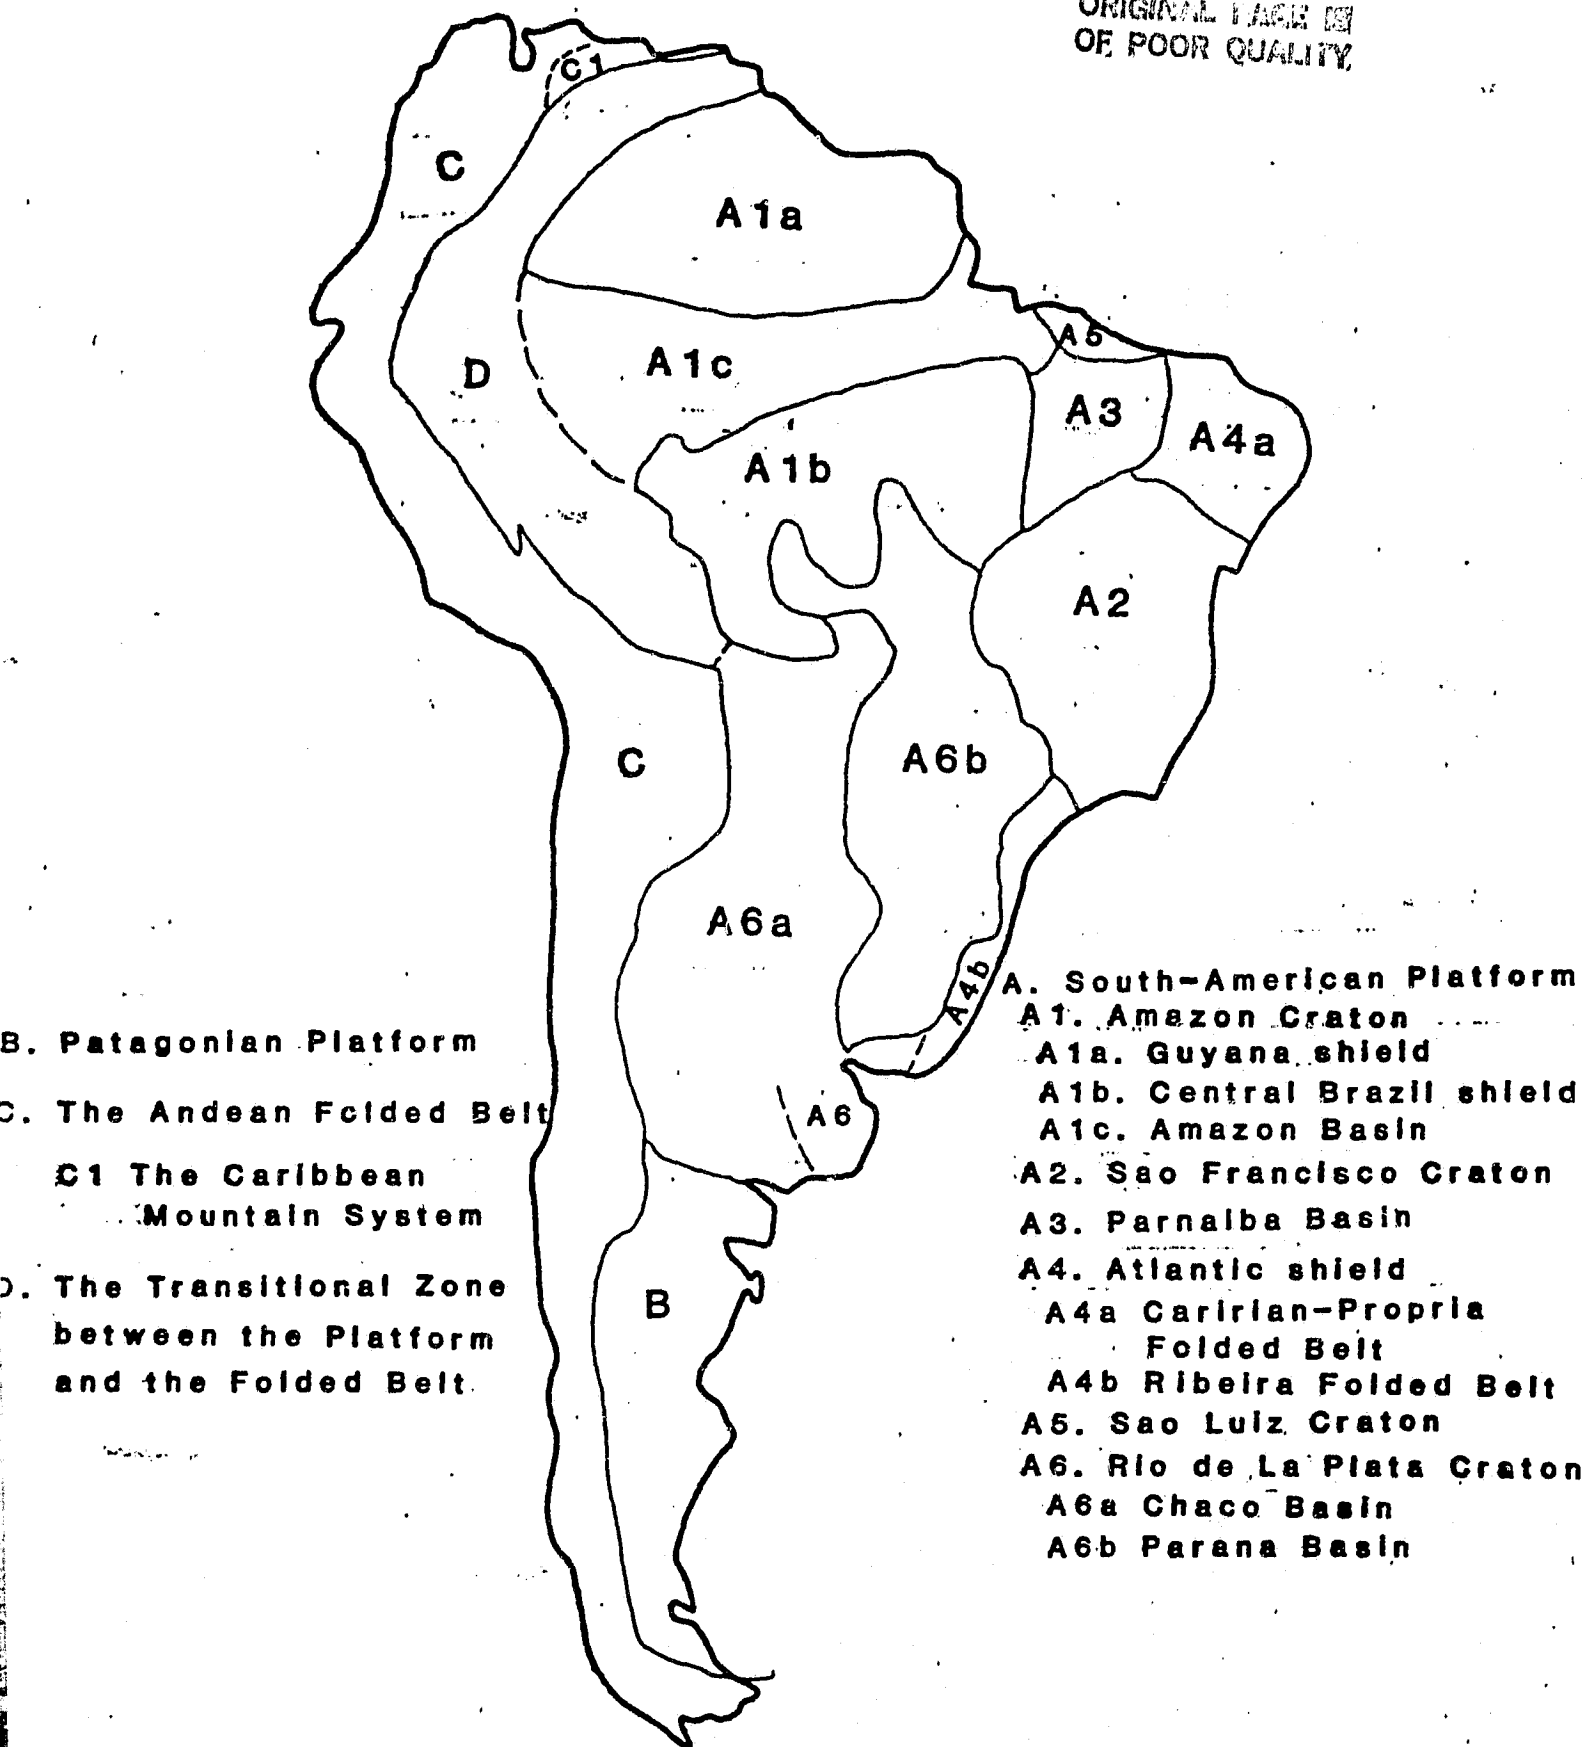 ORIGINAL PAGE IS
OF POOR QUALITY
C1
C
A1a
D
A1c
A5
A3
A4a
A1b
A2
C
A6b
A6a
A4b
A6
B
B. Patagonian Platform
C. The Andean Folded Belt
C1 The Caribbean
Mountain System
D. The Transitional Zone
between the Platform
and the Folded Belt
A. South-American Platform
A1. Amazon Craton
A1a. Guyana shield
A1b. Central Brazil shield
A1c. Amazon Basin
A2. Sao Francisco Craton
A3. Parnaiba Basin
A4. Atlantic shield
A4a Caririan-Propria
Folded Belt
A4b Ribeira Folded Belt
A5. Sao Luiz Craton
A6. Rio de La Plata Craton
A6a Chaco Basin
A6b Parana Basin